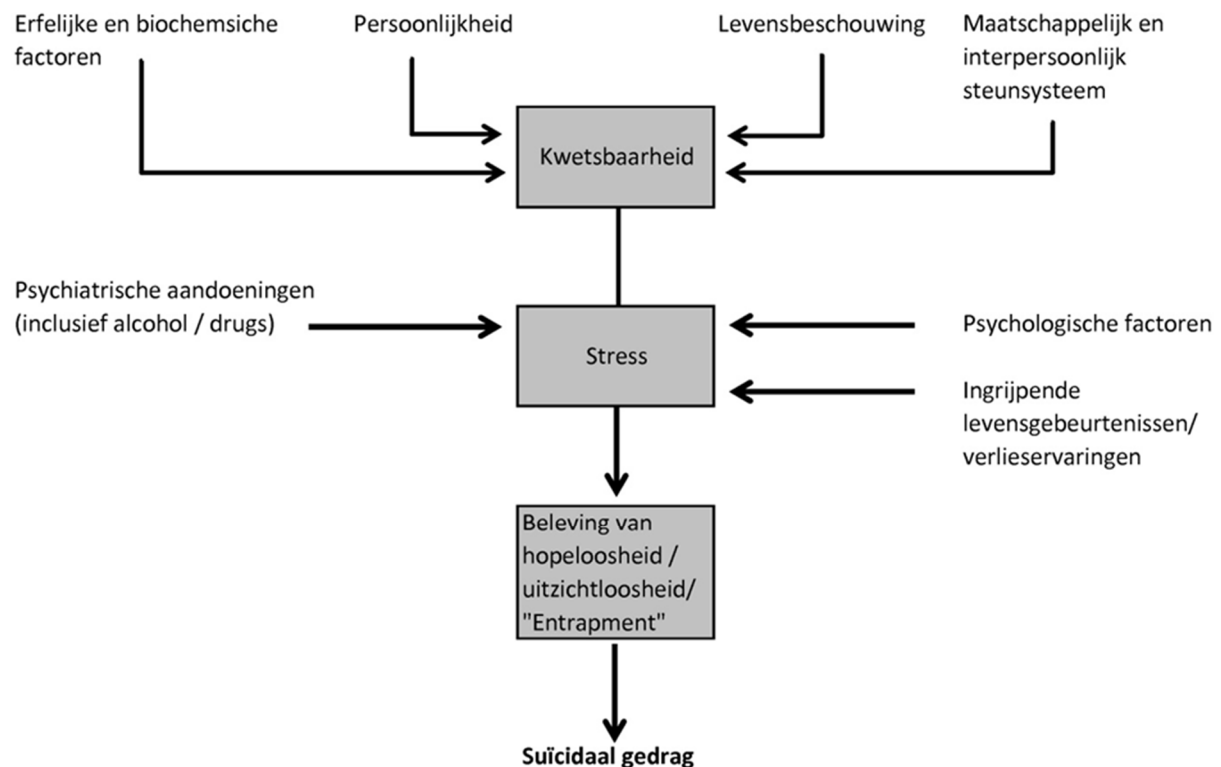 Erfelijke en biochemsiche
factoren
Persoonlijkheid
Levensbeschouwing
Maatschappelijk en
interpersoonlijk
steunsysteem
Kwetsbaarheid
Psychiatrische aandoeningen
(inclusief alcohol / drugs)
Stress
Psychologische factoren
Ingrijpende
levensgebeurtenissen/
verlieservaringen
Beleving van
hopeloosheid /
uitzichtloosheid/
"Entrapment"
Suïcidaal gedrag